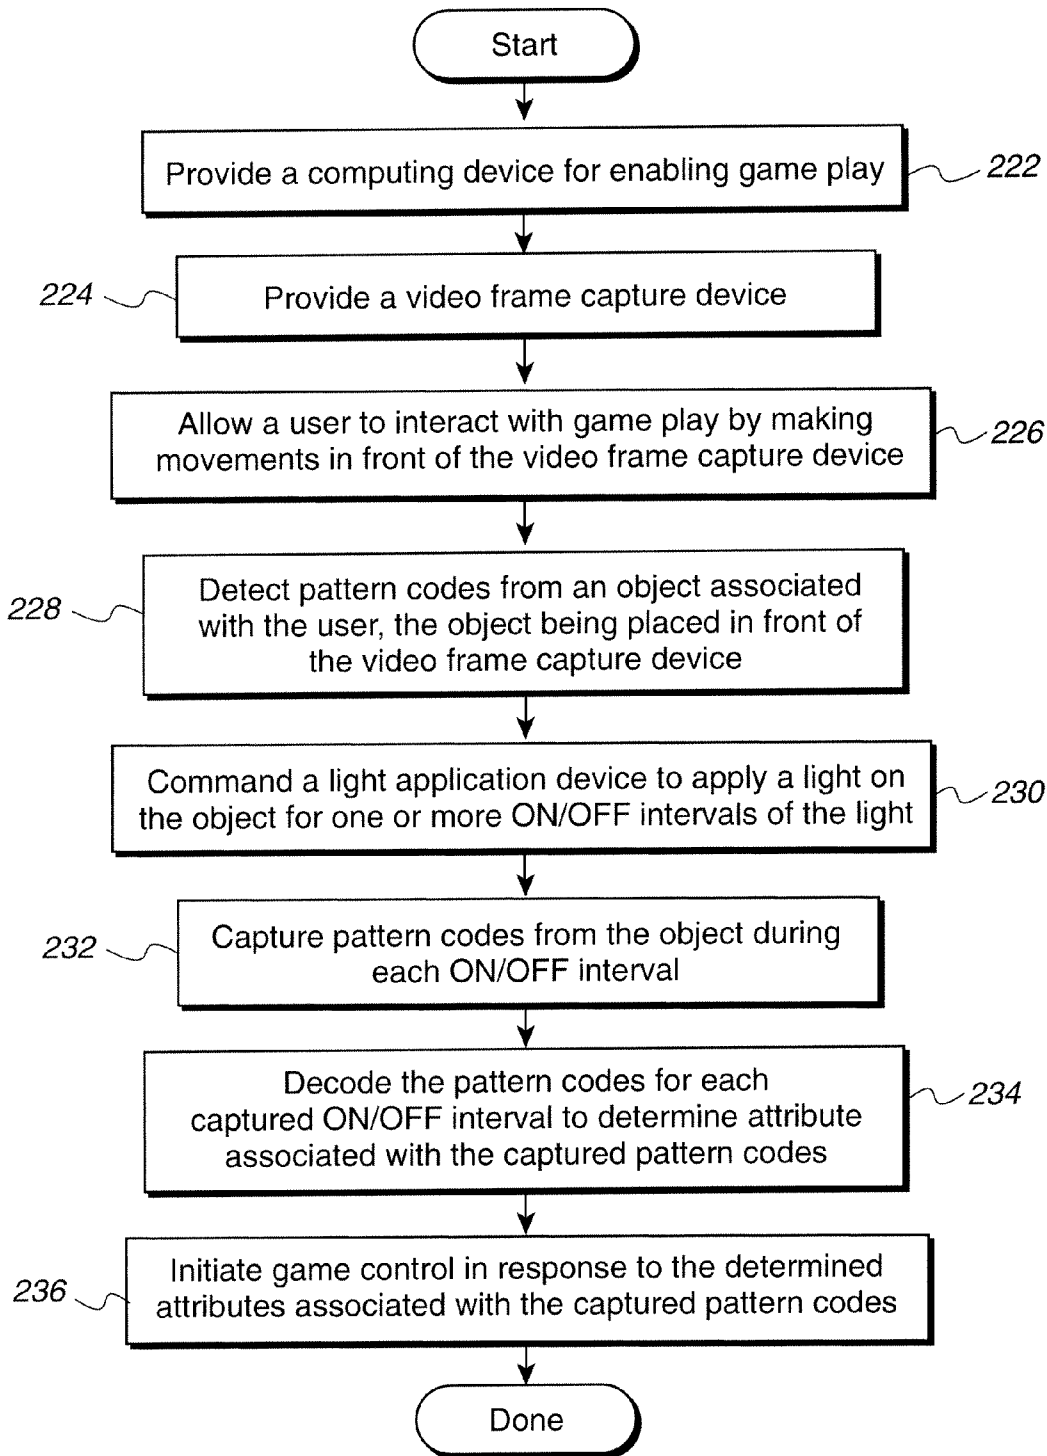 Start
Provide a computing device for enabling game play
222
224
Provide a video frame capture device
Allow a user to interact with game play by making
movements in front of the video frame capture device
226
228
Detect pattern codes from an object associated
with the user, the object being placed in front of
the video frame capture device
Command a light application device to apply a light on
the object for one or more ON/OFF intervals of the light
230
232
Capture pattern codes from the object during
each ON/OFF interval
Decode the pattern codes for each
captured ON/OFF interval to determine attribute
associated with the captured pattern codes
234
236
Initiate game control in response to the determined
attributes associated with the captured pattern codes
Done